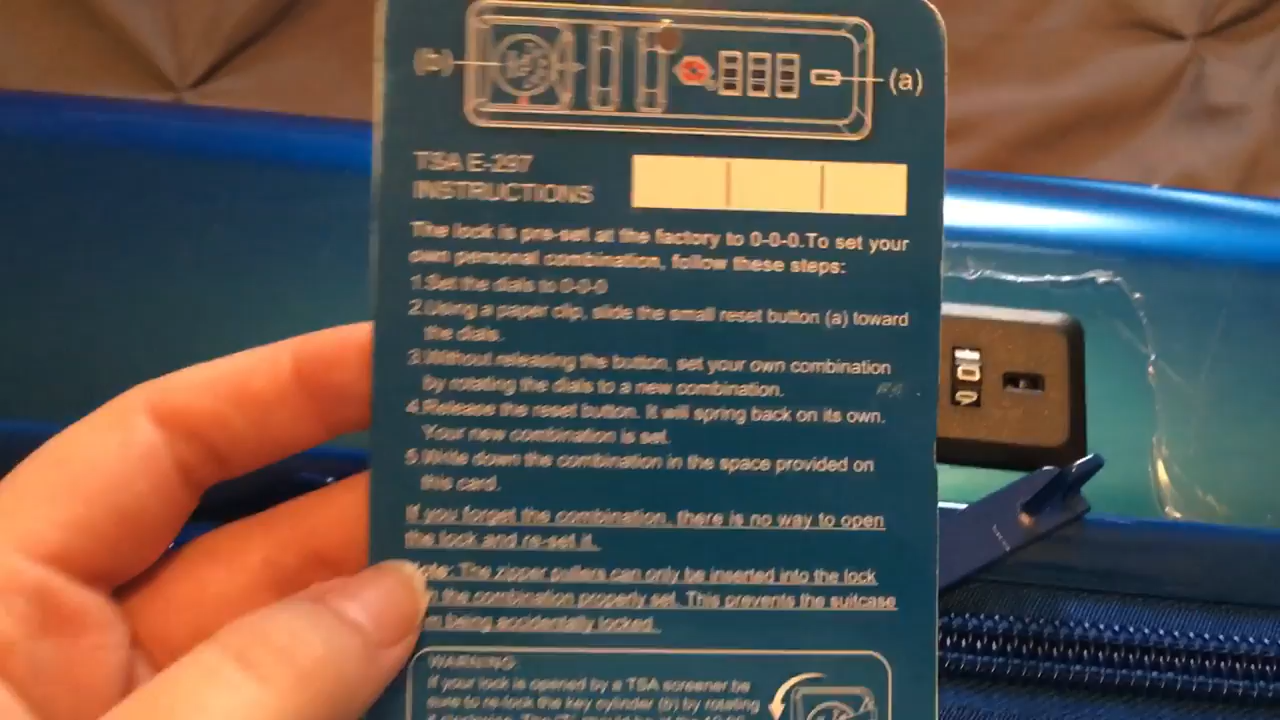 (b)
(a)
TSA E-297
INSTRUCTIONS
The lock is pre-set at the factory to 0-0-0.To set your
own personal combination, follow these steps:
1.Set the dials to 0-0-0
2.Using a paper clip, slide the small reset button (a) toward
the dials.
3.Without releasing the button, set your own combination
by rotating the dials to a new combination.
4.Release the reset button. It will spring back on its own.
Your new combination is set.
5.Write down the combination in the space provided on
this card.
If you forget the combination, there is no way to open
the lock and re-set it.
Note: The zipper pullers can only be inserted into the lock
the combination properly set. This prevents the suitcase
being accidentally locked.
WARNING
If your lock is opened by a TSA screener be
sure to re-lock the key cylinder (b) by rotating